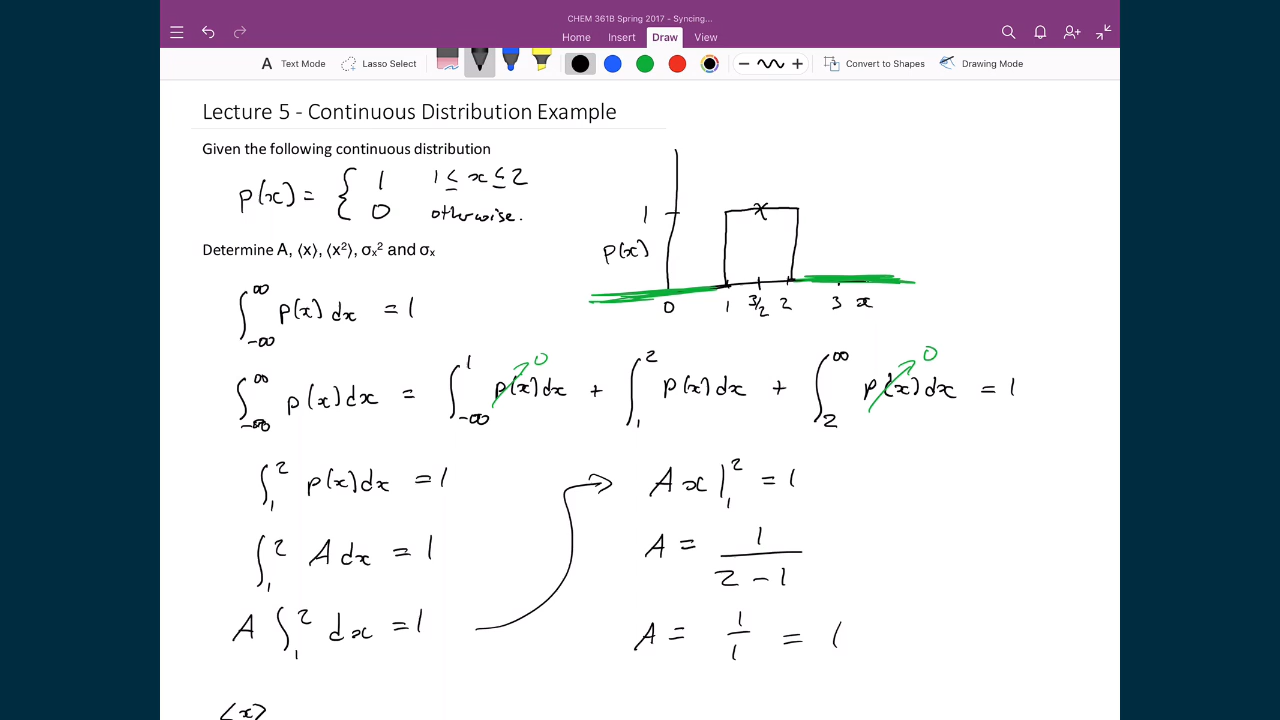 CHEM 361B Spring 2017 - Syncing...
Home Insert Draw View
A Text Mode Lasso Select Convert to Shapes Drawing Mode
Lecture 5 - Continuous Distribution Example
Given the following continuous distribution
p(x) = { 1 1 ≤ x ≤ 2
0 otherwise.
1
p(x)
0 1 3/2 2 3 x
Determine A, ⟨x⟩, ⟨x²⟩, σₓ² and σₓ
∫_{-∞}^{∞} p(x) dx = 1
∫_{-∞}^{∞} p(x)dx = ∫_{-∞}^{1} p(x)dx 0 + ∫_{1}^{2} p(x)dx + ∫_{2}^{∞} p(x)dx 0 = 1
∫_{1}^{2} p(x)dx = 1
∫_{1}^{2} A dx = 1
A ∫_{1}^{2} dx = 1
A x |_{1}^{2} = 1
A = 1 / (2 - 1)
A = 1/1 = 1
⟨x⟩